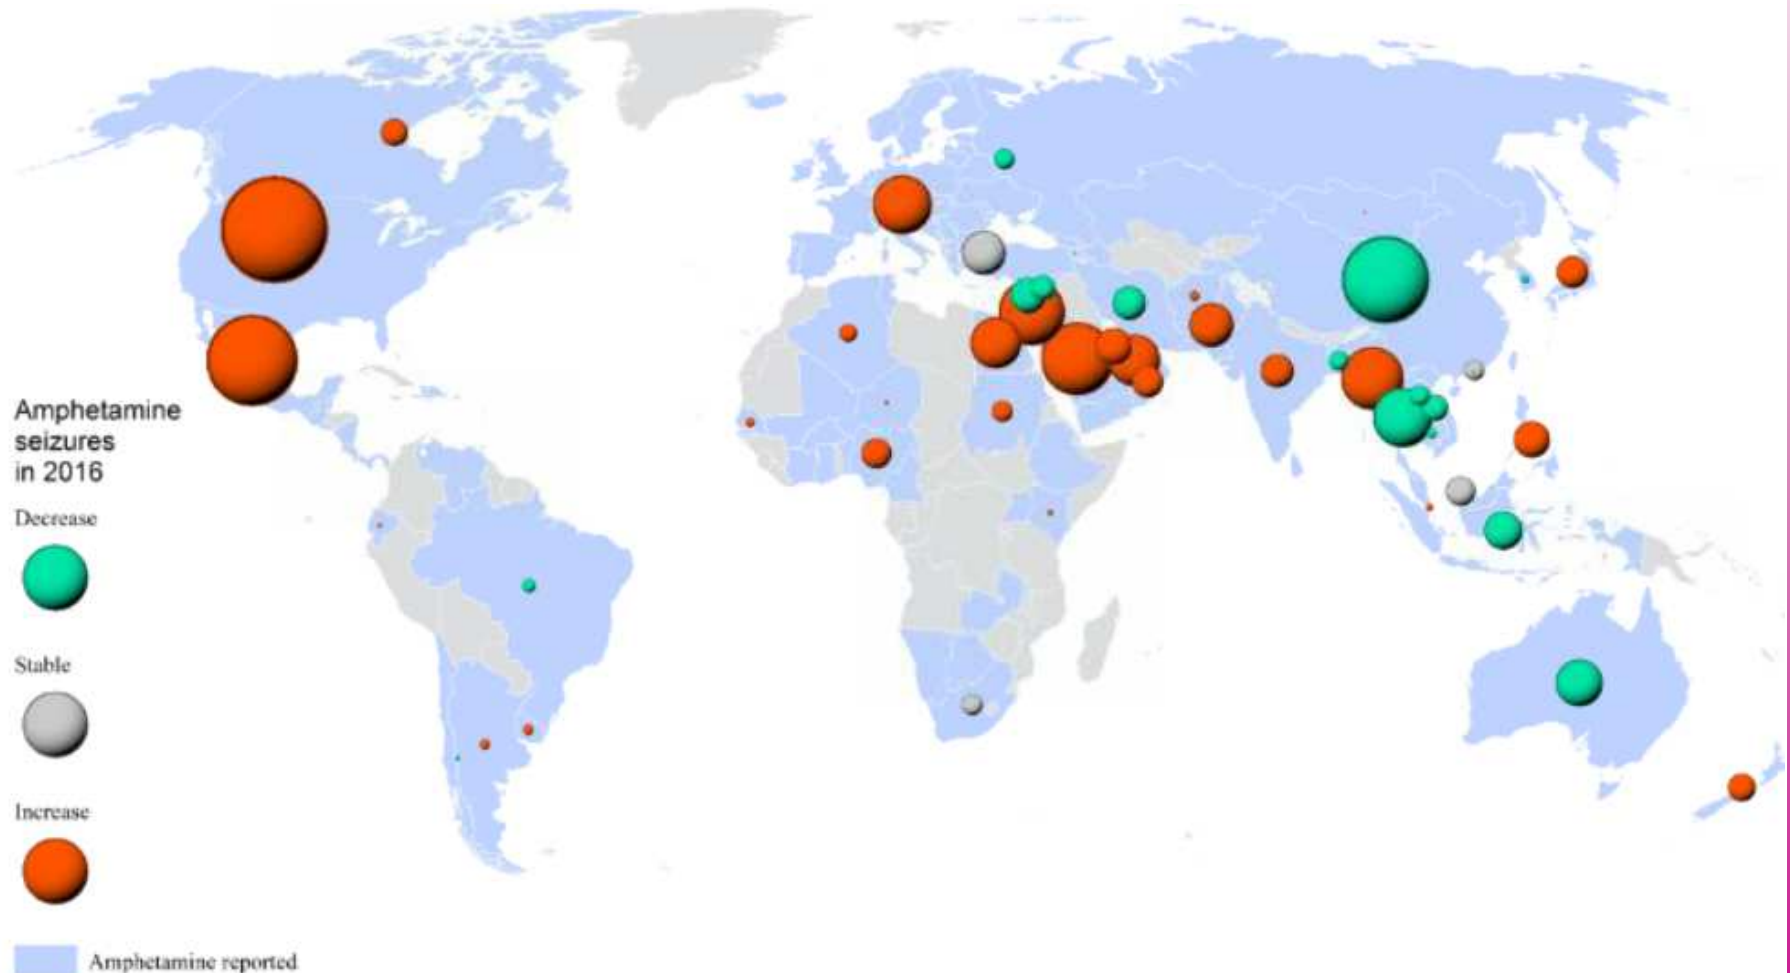 Amphetamine
seizures
in 2016
Decrease
Stable
Increase
Amphetamine reported